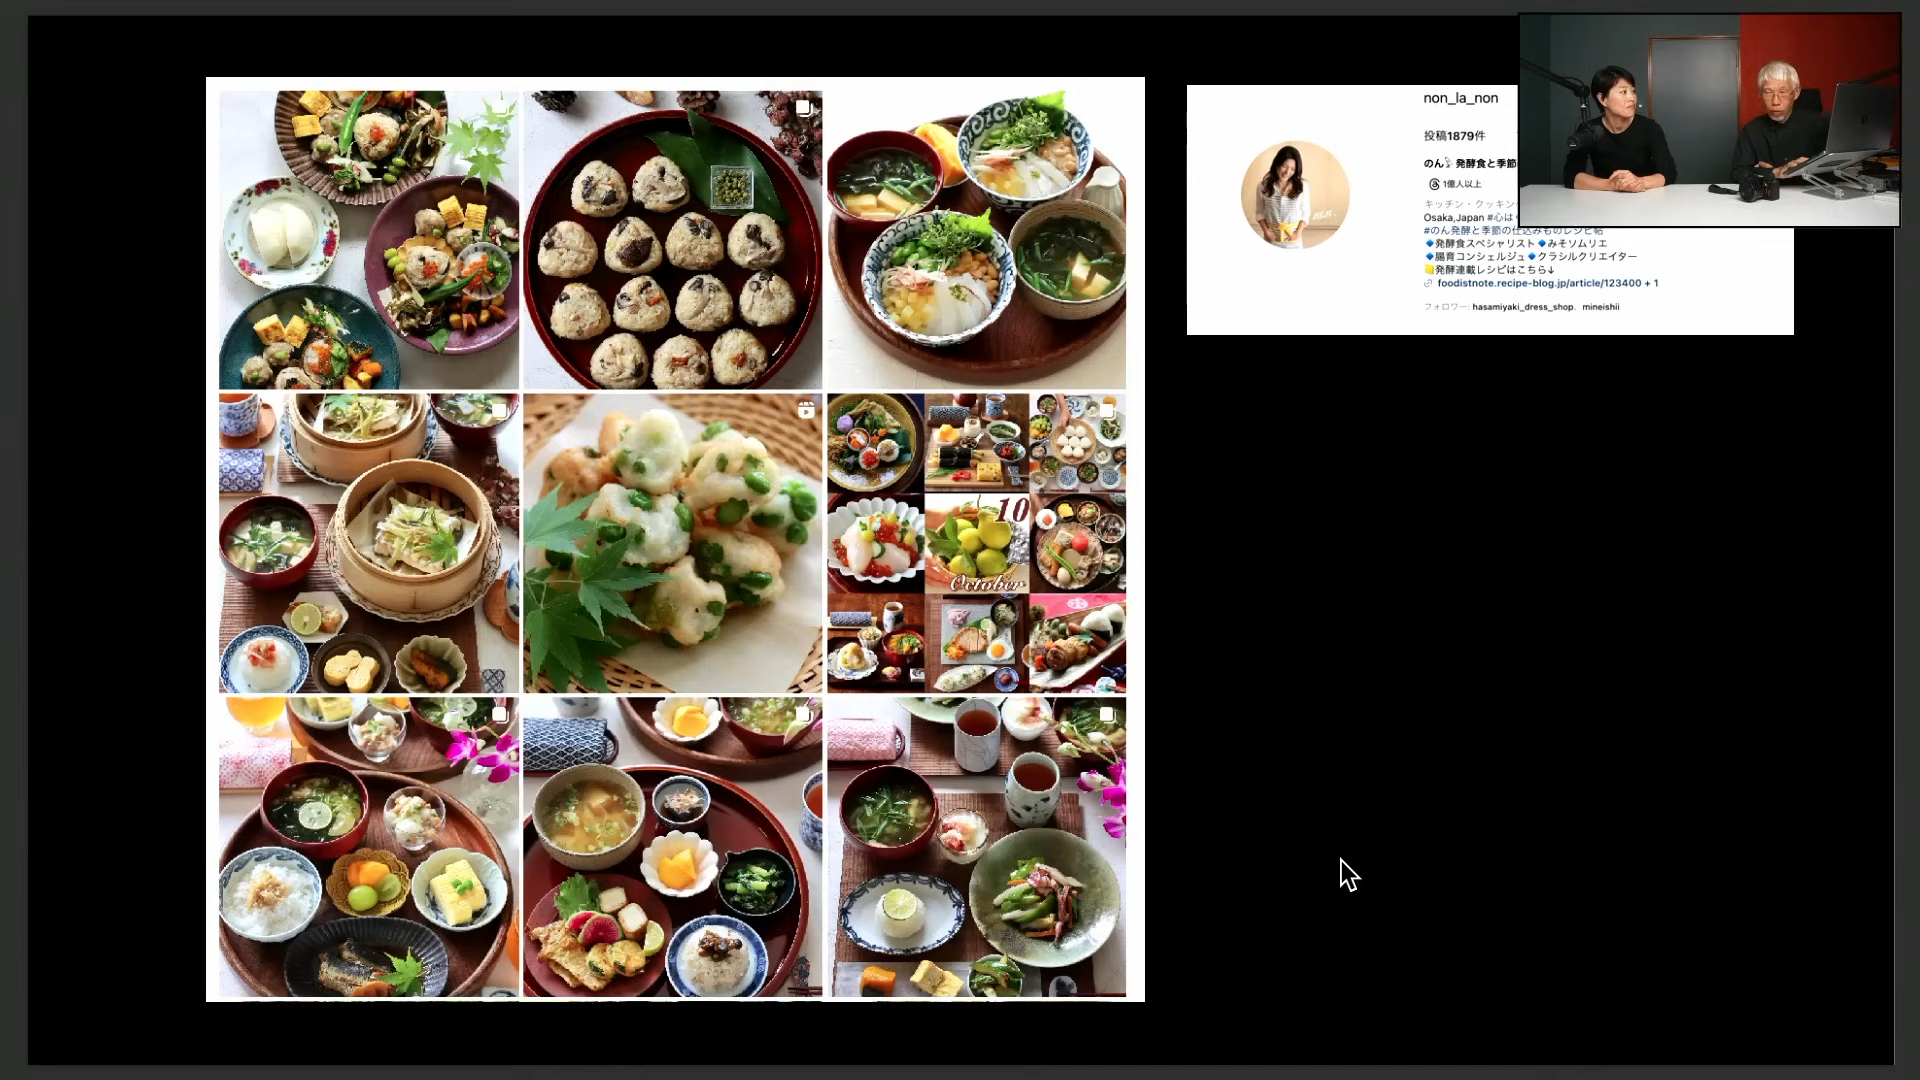 non_la_non
投稿1879件
のん 発酵食と季節
1億人以上
キッチン・クッキン
Osaka,Japan #心は
#のん発酵と季節の仕込みものレシピ帖
🔷発酵食スペシャリスト🔷みそソムリエ
🔷腸育コンシェルジュ🔷クラシルクリエイター
📒発酵連載レシピはこちら↓
foodistnote.recipe-blog.jp/article/123400 + 1
フォロワー: hasamiyaki_dress_shop、mineishii
non.
10
October